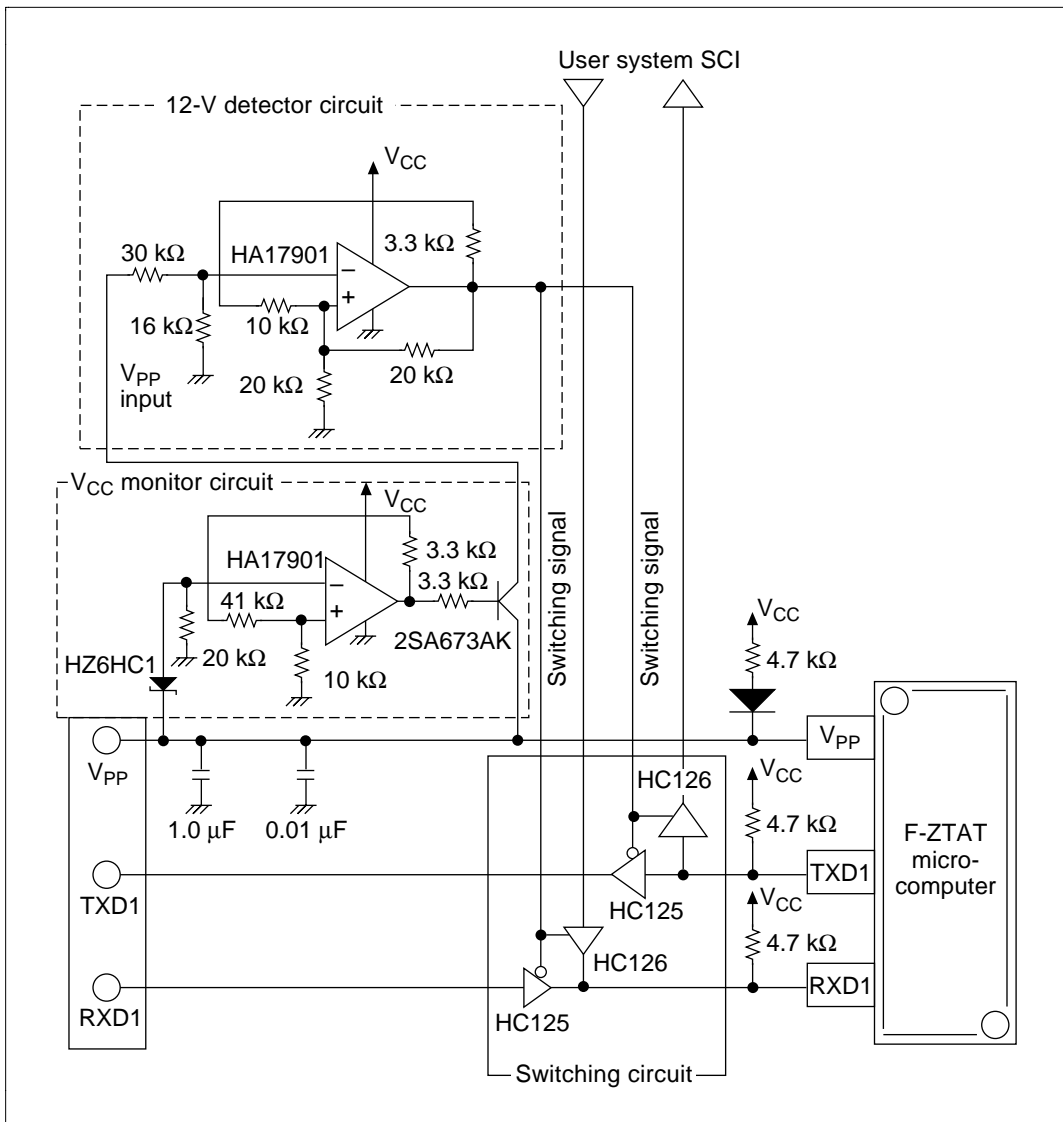 User system SCI
12-V detector circuit
VCC
30 kΩ
HA17901
3.3 kΩ
−
+
16 kΩ
10 kΩ
VPP
input
20 kΩ
20 kΩ
VCC monitor circuit
VCC
HA17901
3.3 kΩ
3.3 kΩ
−
+
41 kΩ
2SA673AK
20 kΩ
HZ6HC1
10 kΩ
Switching signal
Switching signal
VCC
4.7 kΩ
VPP
VPP
1.0 μF
0.01 μF
HC126
VCC
4.7 kΩ
F-ZTAT
micro-
computer
TXD1
TXD1
HC125
VCC
HC126
4.7 kΩ
RXD1
RXD1
HC125
Switching circuit